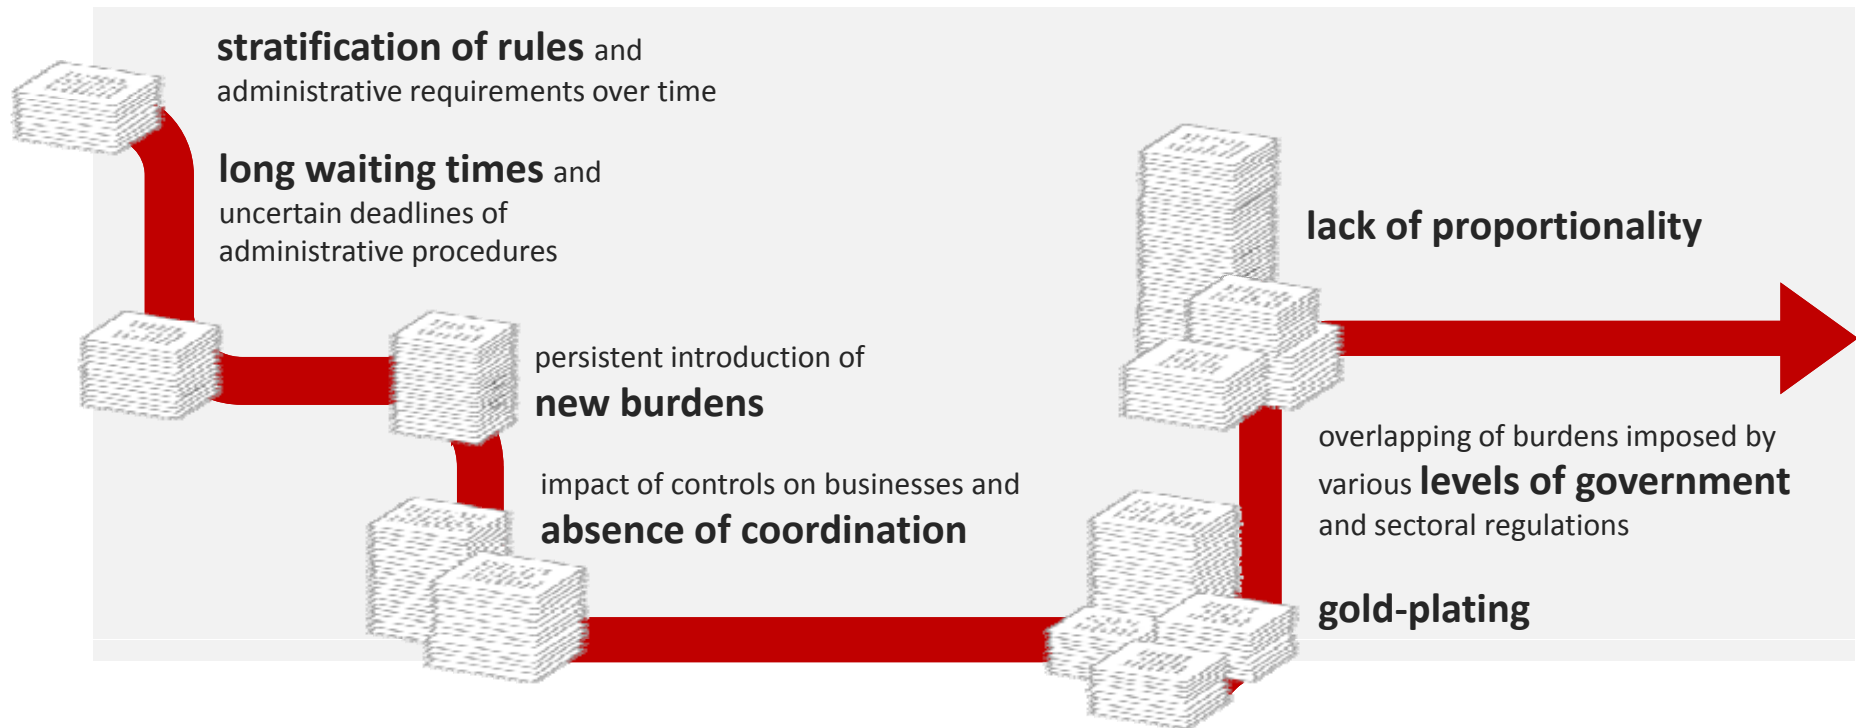 stratification of rules and
administrative requirements over time
long waiting times and
uncertain deadlines of
administrative procedures
persistent introduction of
new burdens
impact of controls on businesses and
absence of coordination
lack of proportionality
overlapping of burdens imposed by
various levels of government
and sectoral regulations
gold-plating